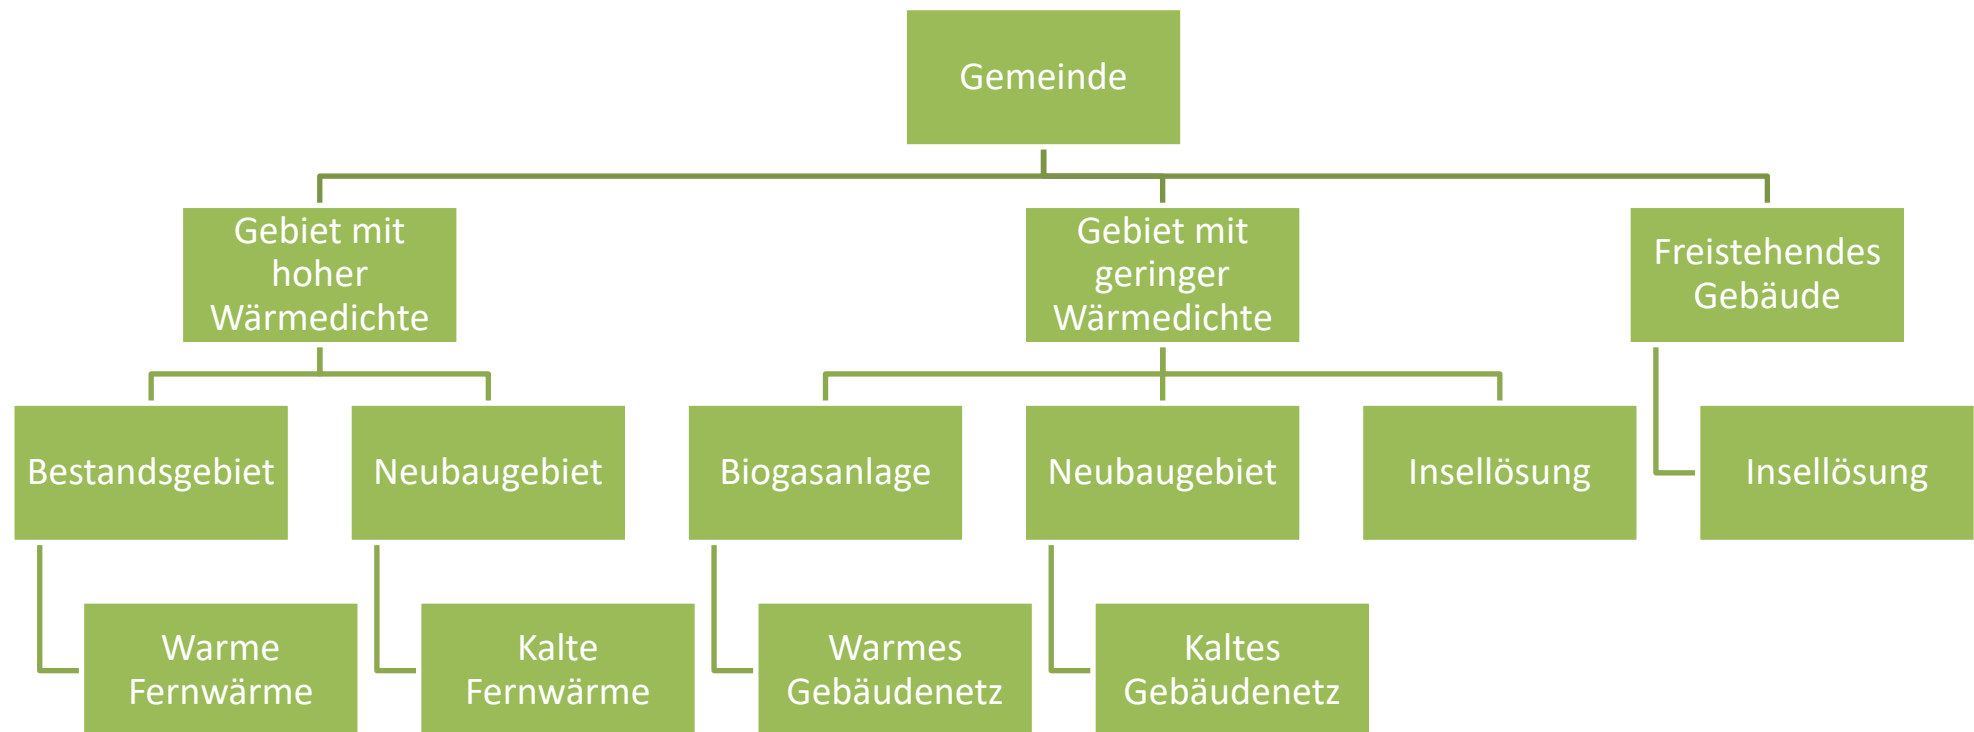 Gemeinde
Gebiet mit
hoher
Wärmedichte
Gebiet mit
geringer
Wärmedichte
Freistehendes
Gebäude
Bestandsgebiet
Neubaugebiet
Biogasanlage
Neubaugebiet
Insellösung
Insellösung
Warme
Fernwärme
Kalte
Fernwärme
Warmes
Gebäudenetz
Kaltes
Gebäudenetz